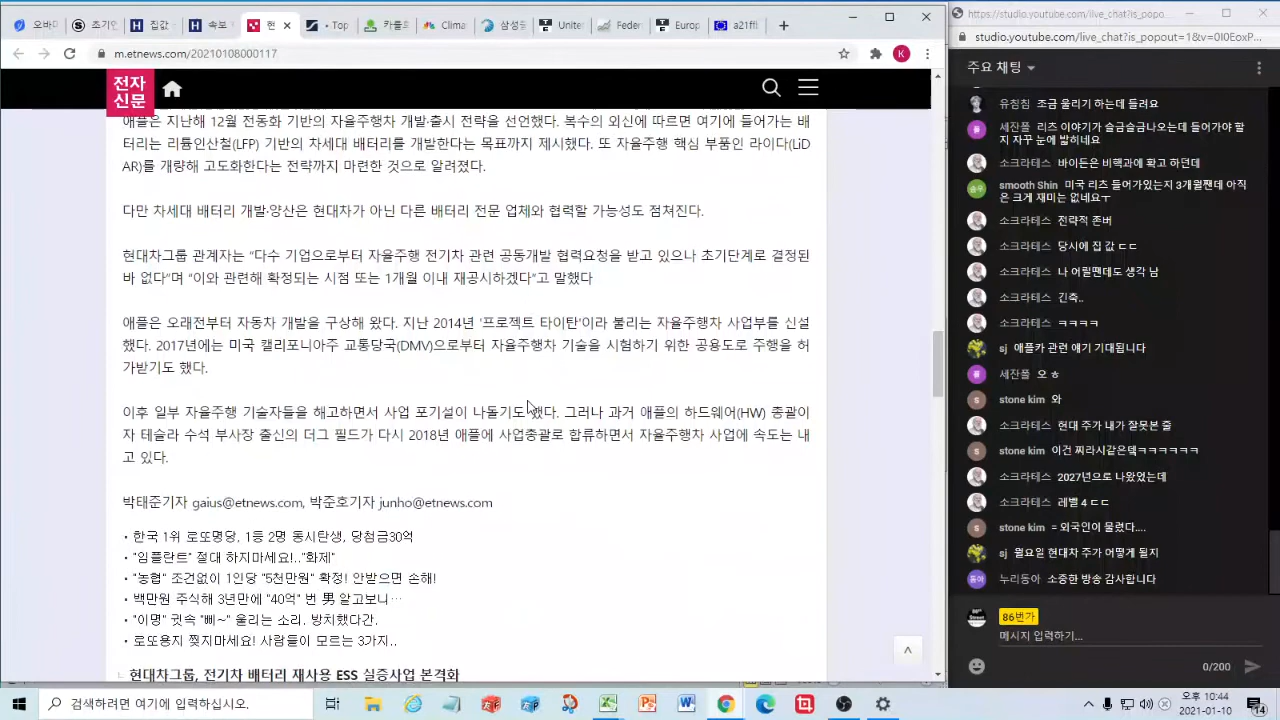 오바마
초기인
집값
속보
현
· Top
카플
Clima
삼성
Unite
Feder
Europ
a21ffl
m.etnews.com/20210108000117
K
전자
신문
애플은 지난해 12월 전동화 기반의 자율주행차 개발·출시 전략을 선언했다. 복수의 외신에 따르면 여기에 들어가는 배
터리는 리튬인산철(LFP) 기반의 차세대 배터리를 개발한다는 목표까지 제시했다. 또 자율주행 핵심 부품인 라이다(LiD
AR)를 개량해 고도화한다는 전략까지 마련한 것으로 알려졌다.
다만 차세대 배터리 개발·양산은 현대차가 아닌 다른 배터리 전문 업체와 협력할 가능성도 점쳐진다.
현대차그룹 관계자는 “다수 기업으로부터 자율주행 전기차 관련 공동개발 협력요청을 받고 있으나 초기단계로 결정된
바 없다”며 “이와 관련해 확정되는 시점 또는 1개월 이내 재공시하겠다”고 말했다
애플은 오래전부터 자동차 개발을 구상해 왔다. 지난 2014년 '프로젝트 타이탄'이라 불리는 자율주행차 사업부를 신설
했다. 2017년에는 미국 캘리포니아주 교통당국(DMV)으로부터 자율주행차 기술을 시험하기 위한 공용도로 주행을 허
가받기도 했다.
이후 일부 자율주행 기술자들을 해고하면서 사업 포기설이 나돌기도 했다. 그러나 과거 애플의 하드웨어(HW) 총괄이
자 테슬라 수석 부사장 출신의 더그 필드가 다시 2018년 애플에 사업총괄로 합류하면서 자율주행차 사업에 속도는 내
고 있다.
박태준기자 gaius@etnews.com, 박준호기자 junho@etnews.com
· 한국 1위 로또명당, 1등 2명 동시탄생, 당첨금30억
· "임플란트" 절대 하지마세요!.."화제"
· "농협" 조건없이 1인당 "5천만원" 확정! 안받으면 손해!
· 백만원 주식해 3년만에 "40억" 번 男 알고보니…
· "이명" 귓속 "삐~" 울리는 소리, 방치했다간,
· 로또용지 찢지마세요! 사람들이 모르는 3가지..
현대차그룹, 전기차 배터리 재사용 ESS 실증사업 본격화
https://studio.youtube.com/live_chat?is_popo...
studio.youtube.com/live_chat?is_popout=1&v=0I0EoxP...
주요 채팅
유침침 조금 울리기 하는데 들려요
세잔폴 리츠 이야기가 슬금슬금나오는데 들어가야 할
지 자꾸 눈에 밟히네요
소크라테스 바이든은 비핵과에 확고 하던데
smooth Shin 미국 리츠 들어가있는지 3개월짼데 아직
은 크게 재미는 없네요ㅜ
소크라테스 전략적 존버
소크라테스 당시에 집 값 ㄷㄷ
소크라테스 나 어릴땐데도 생각 남
소크라테스 긴축..
소크라테스 ㅋㅋㅋㅋ
sj 애플카 관련 얘기 기대됩니다
세잔폴 오 ㅎ
stone kim 와
소크라테스 현대 주가 내가 잘못본 줄
stone kim 이건 찌라시같은뎈ㅋㅋㅋㅋㅋㅋ
소크라테스 2027년으로 나왔었는데
소크라테스 레벨 4 ㄷㄷ
stone kim = 외국인이 물렸다....
sj 월요일 현대차 주가 어떻게 될지
누리동아 소중한 방송 감사합니다
86번가
메시지 입력하기...
0/200
검색하려면 여기에 입력하십시오.
오후 10:44
2021-01-10
14